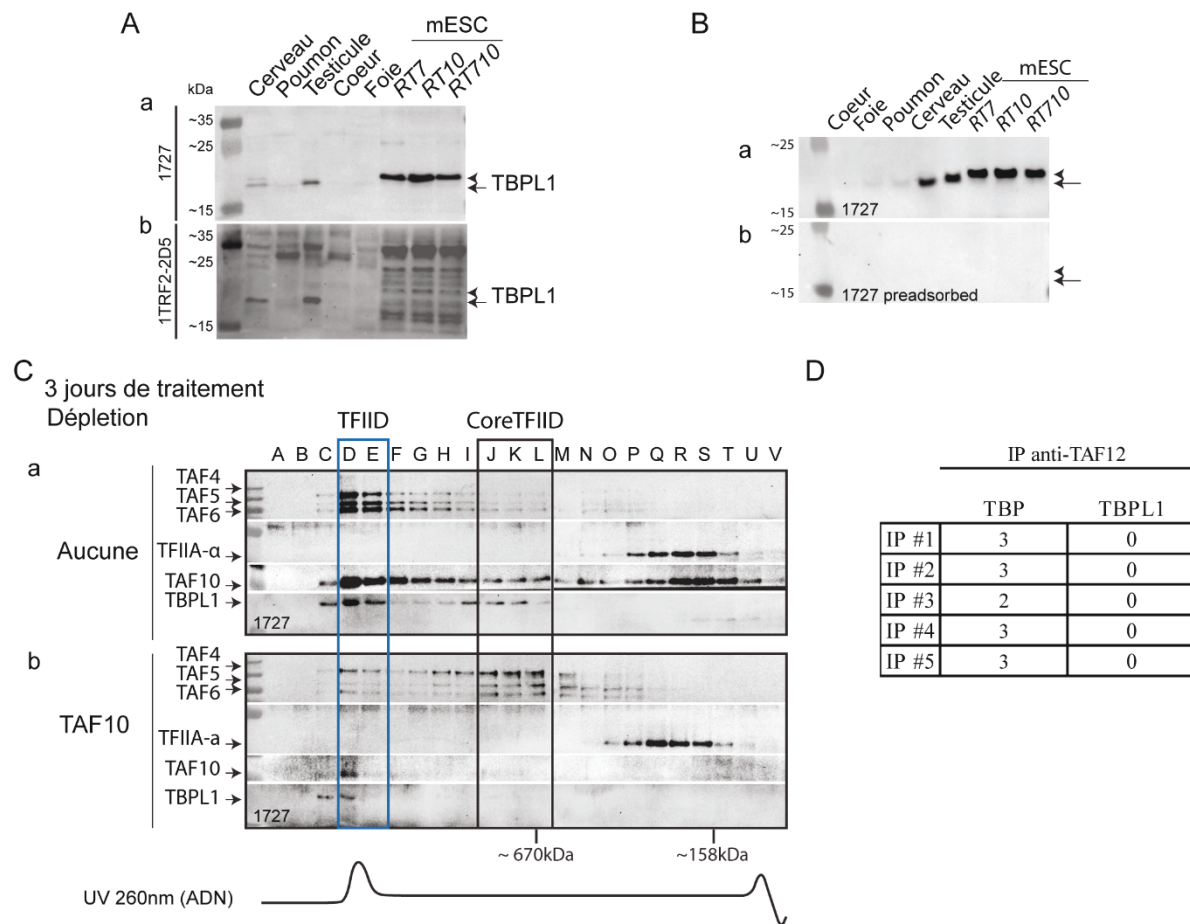 A
mESC
Cerveau
Poumon
Testicule
Coeur
Foie
RT7
RT10
RT710
kDa
a
1727
~35
~25
~15
TBPL1
b
1TRF2-2D5
~35
~25
~15
TBPL1
B
mESC
Coeur
Foie
Poumon
Cerveau
Testicule
RT7
RT10
RT710
a
~25
~15
1727
b
~25
~15
1727 preadsorbed
C
3 jours de traitement
Dépletion
TFIID
CoreTFIID
A B C D E F G H I J K L M N O P Q R S T U V
a
Aucune
TAF4
TAF5
TAF6
TFIIA-α
TAF10
TBPL1
1727
b
TAF10
TAF4
TAF5
TAF6
TFIIA-a
TAF10
TBPL1
1727
~ 670kDa
~158kDa
UV 260nm (ADN)
D
IP anti-TAF12
TBP TBPL1
IP #1 3 0
IP #2 3 0
IP #3 2 0
IP #4 3 0
IP #5 3 0